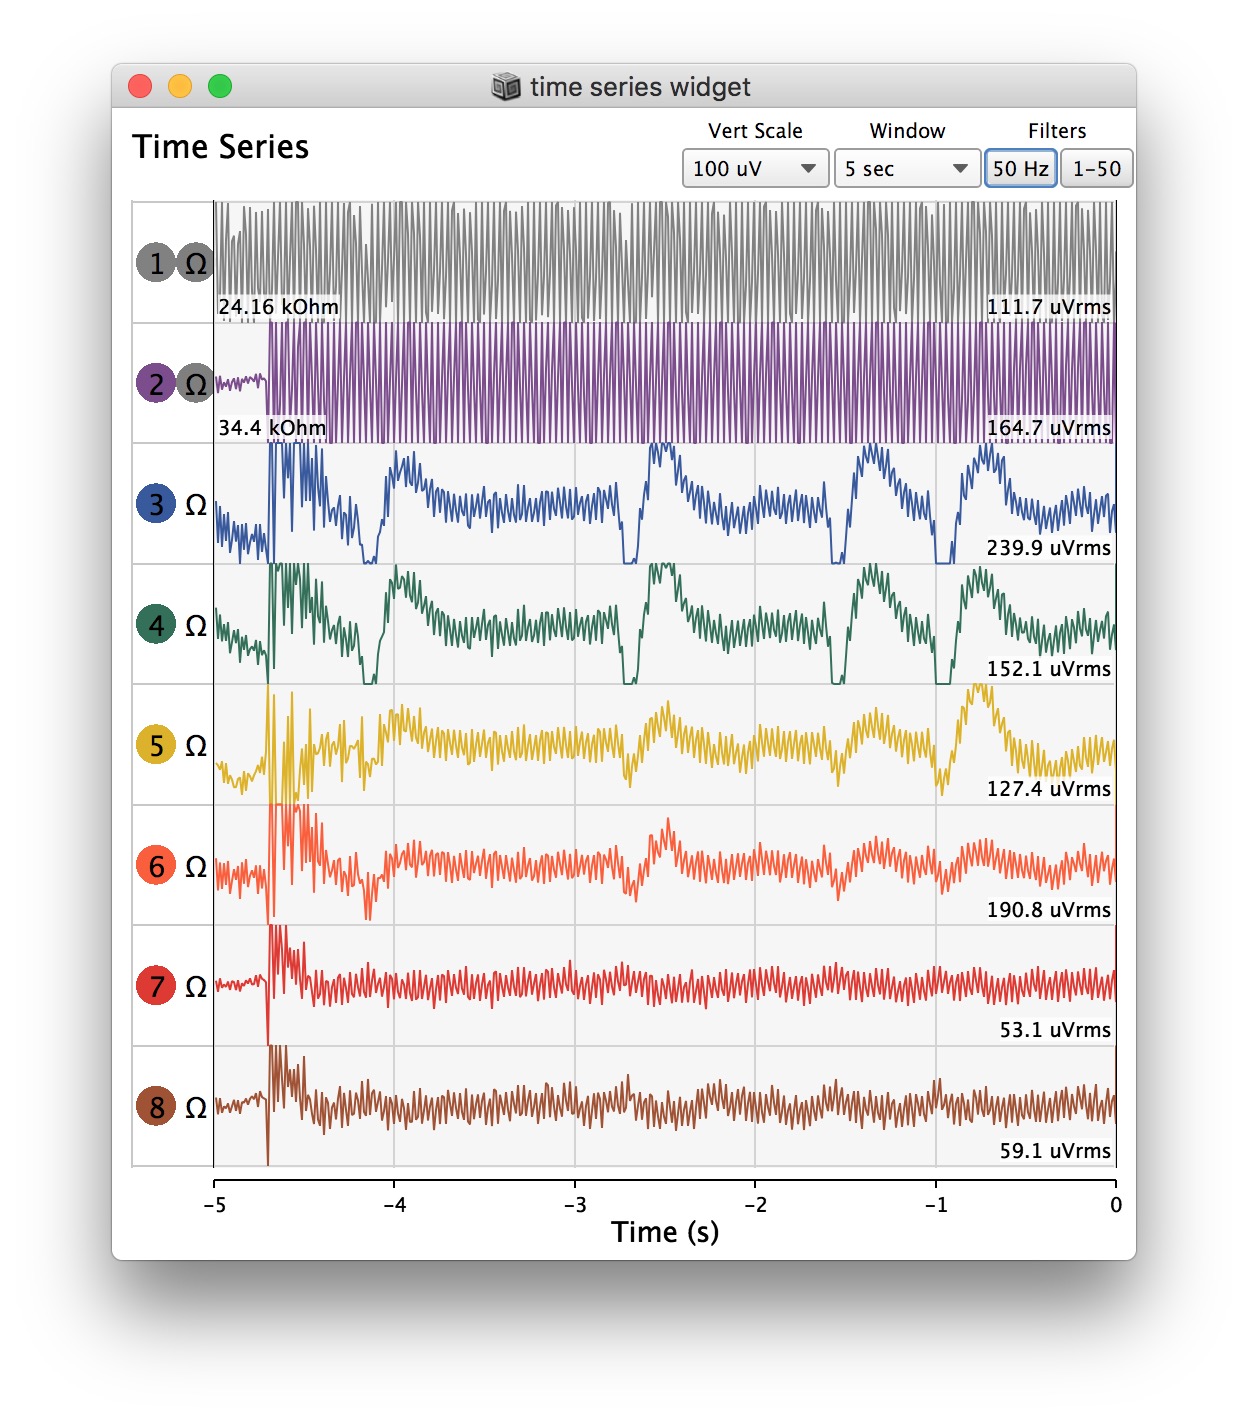 time series widget
Time Series
Vert Scale Window Filters
100 uV 5 sec 50 Hz 1-50
1 Ω
24.16 kOhm 111.7 uVrms
2 Ω
34.4 kOhm 164.7 uVrms
3 Ω
239.9 uVrms
4 Ω
152.1 uVrms
5 Ω
127.4 uVrms
6 Ω
190.8 uVrms
7 Ω
53.1 uVrms
8 Ω
59.1 uVrms
-5 -4 -3 -2 -1 0
Time (s)